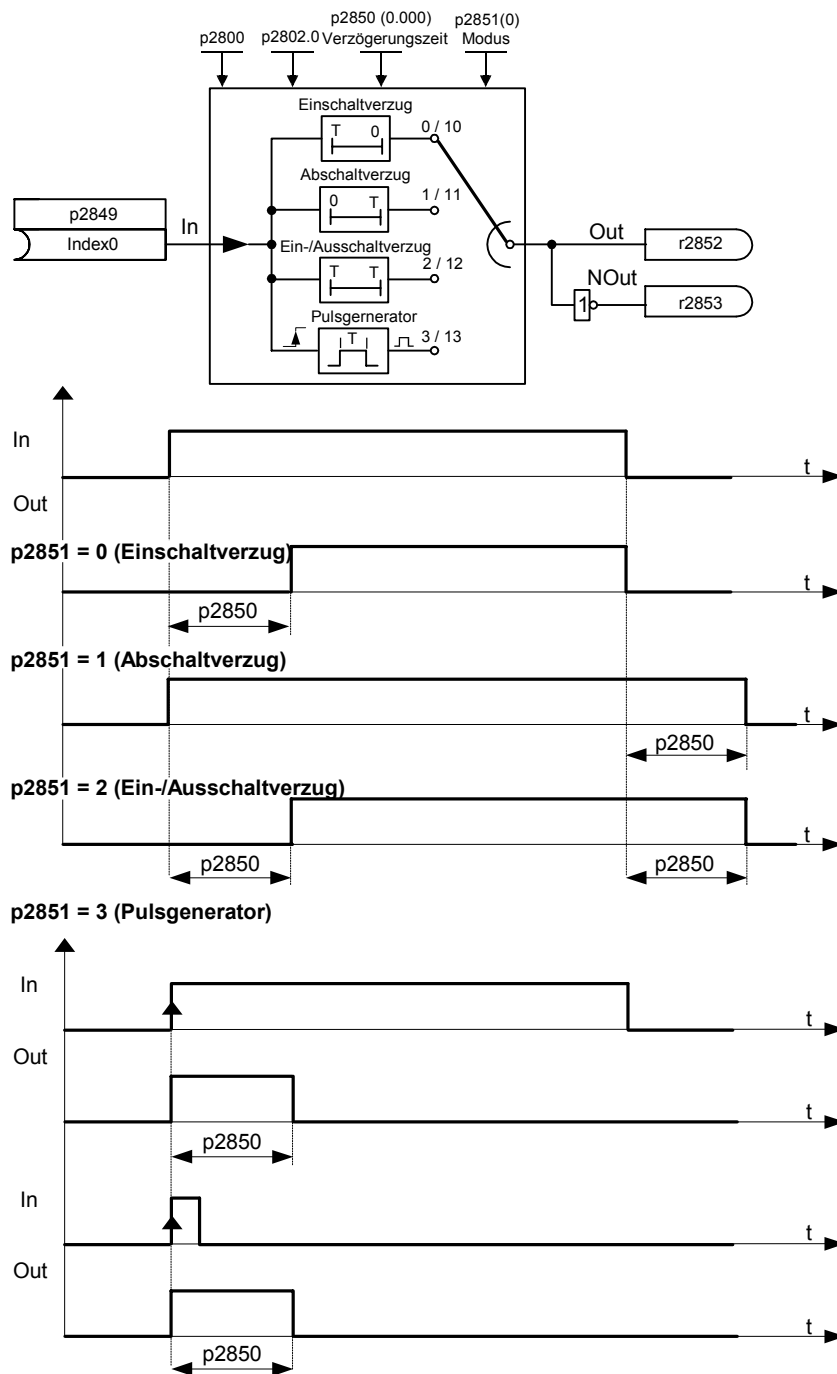 p2800 p2802.0 p2850 (0.000) p2851(0)
Verzögerungszeit Modus
Einschaltverzug
T 0 0 / 10
Abschaltverzug
0 T 1 / 11
p2849
Index0
In
Ein-/Ausschaltverzug
T T 2 / 12
Pulsgernerator
T 3 / 13
Out r2852
NOut
1 r2853
In
t
Out
p2851 = 0 (Einschaltverzug)
t
p2850
p2851 = 1 (Abschaltverzug)
t
p2850
p2851 = 2 (Ein-/Ausschaltverzug)
t
p2850 p2850
p2851 = 3 (Pulsgenerator)
In
t
Out
t
p2850
In
t
Out
t
p2850